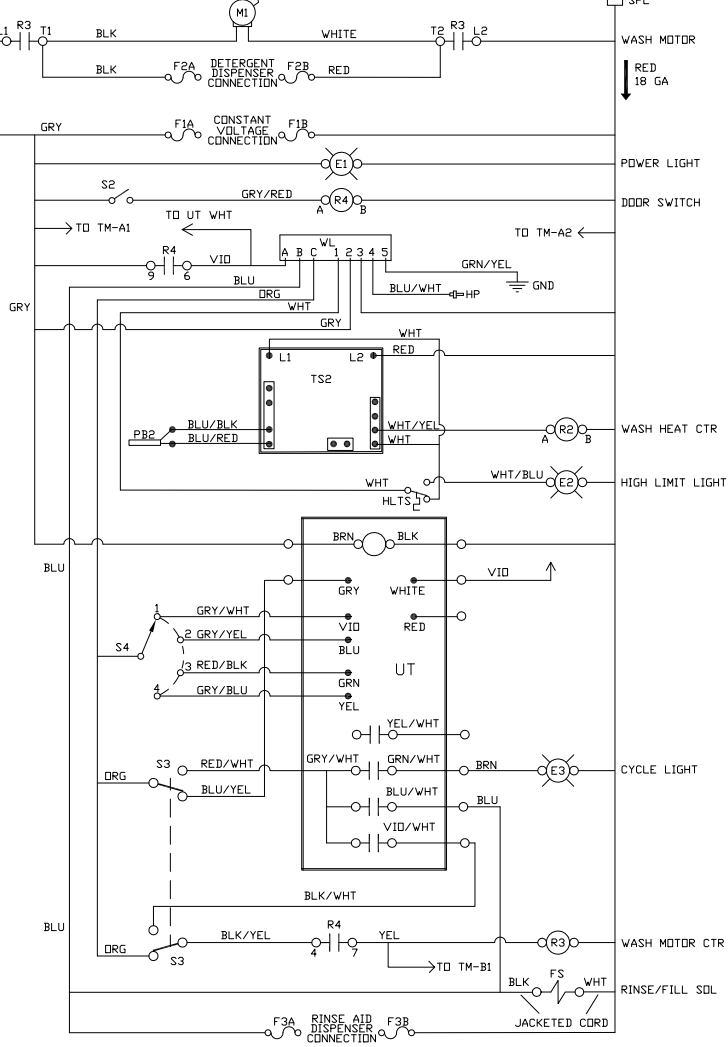 M1
SPL
L1 R3 T1 BLK WHITE T2 R3 L2 WASH MOTOR
BLK F2A DETERGENT DISPENSER CONNECTION F2B RED
RED
18 GA
GRY F1A CONSTANT VOLTAGE CONNECTION F1B
E1 POWER LIGHT
S2 GRY/RED A R4 B DOOR SWITCH
TO TM-A1 TO UT WHT TO TM-A2
WL
A B C 1 2 3 4 5
9 R4 6 VIO GRN/YEL
GND
BLU
BLU/WHT HP
ORG
WHT
GRY
GRY
WHT
L1 L2 RED
TS2
BLU/BLK WHT/YEL A R2 B WASH HEAT CTR
PB2 BLU/RED WHT
WHT WHT/BLU E2 HIGH LIMIT LIGHT
HLTS
BRN BLK
BLU
GRY WHITE VIO
1 GRY/WHT VIO RED
2 GRY/YEL BLU
S4
UT
3 RED/BLK GRN
4 GRY/BLU YEL
YEL/WHT
S3 RED/WHT GRY/WHT GRN/WHT BRN E3 CYCLE LIGHT
ORG BLU/YEL BLU/WHT BLU
VIO/WHT
BLK/WHT
BLU
BLK/YEL 4 R4 7 YEL R3 WASH MOTOR CTR
ORG S3
TO TM-B1
BLK FS WHT RINSE/FILL SOL
JACKETED CORD
F3A RINSE AID DISPENSER CONNECTION F3B